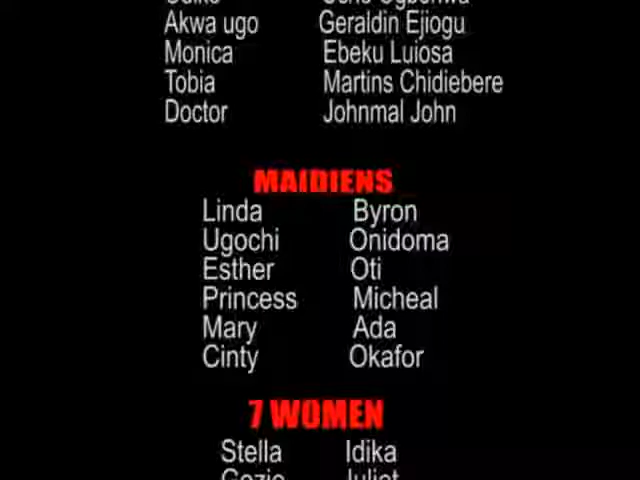 Akwa ugo Geraldin Ejiogu
Monica Ebeku Luiosa
Tobia Martins Chidiebere
Doctor Johnmal John
MAIDIENS
Linda Byron
Ugochi Onidoma
Esther Oti
Princess Micheal
Mary Ada
Cinty Okafor
7 WOMEN
Stella Idika